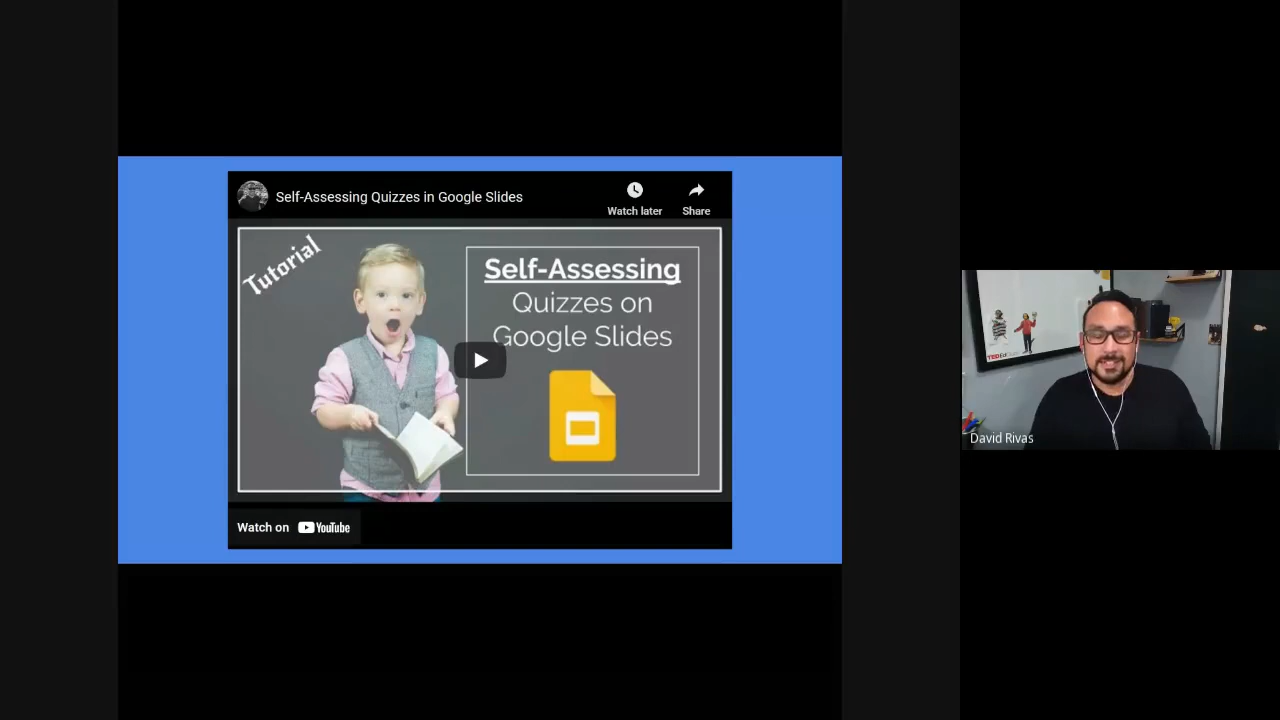 Self-Assessing Quizzes in Google Slides
Watch later
Share
Tutorial
Self-Assessing
Quizzes on
Google Slides
Watch on YouTube
TEDEd
David Rivas